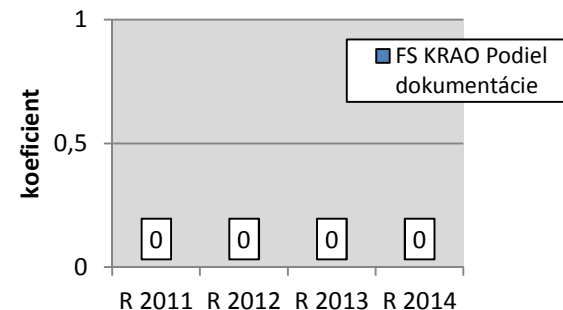 1
FS KRAO Podiel
dokumentácie
koeficient
0,5
0 0 0 0
0
R 2011 R 2012 R 2013 R 2014